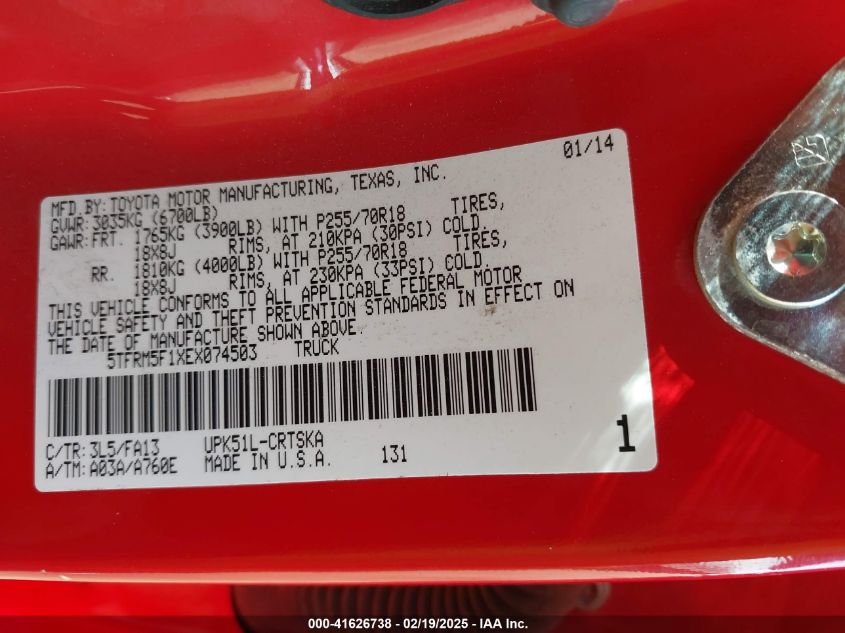 01/14
MFD.BY:TOYOTA MOTOR MANUFACTURING, TEXAS, INC.
GVWR:3035KG (6700LB)
GAWR:FRT. 1765KG (3900LB) WITH P255/70R18 TIRES,
18X8J RIMS, AT 210KPA (30PSI) COLD.
RR. 1810KG (4000LB) WITH P255/70R18 TIRES,
18X8J RIMS, AT 230KPA (33PSI) COLD.
THIS VEHICLE CONFORMS TO ALL APPLICABLE FEDERAL MOTOR
VEHICLE SAFETY AND THEFT PREVENTION STANDARDS IN EFFECT ON
THE DATE OF MANUFACTURE SHOWN ABOVE.
5TFRM5F1XEX074503 TRUCK
C/TR:3L5/FA13 UPK51L-CRTSKA
A/TM:A03A/A760E MADE IN U.S.A. 131
1
000-41626738 - 02/19/2025 - IAA Inc.